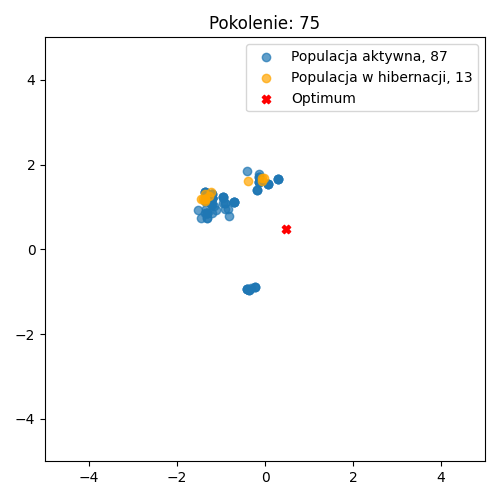 Pokolenie: 75
Populacja aktywna, 87
Populacja w hibernacji, 13
Optimum
4
2
0
−2
−4
−4
−2
0
2
4